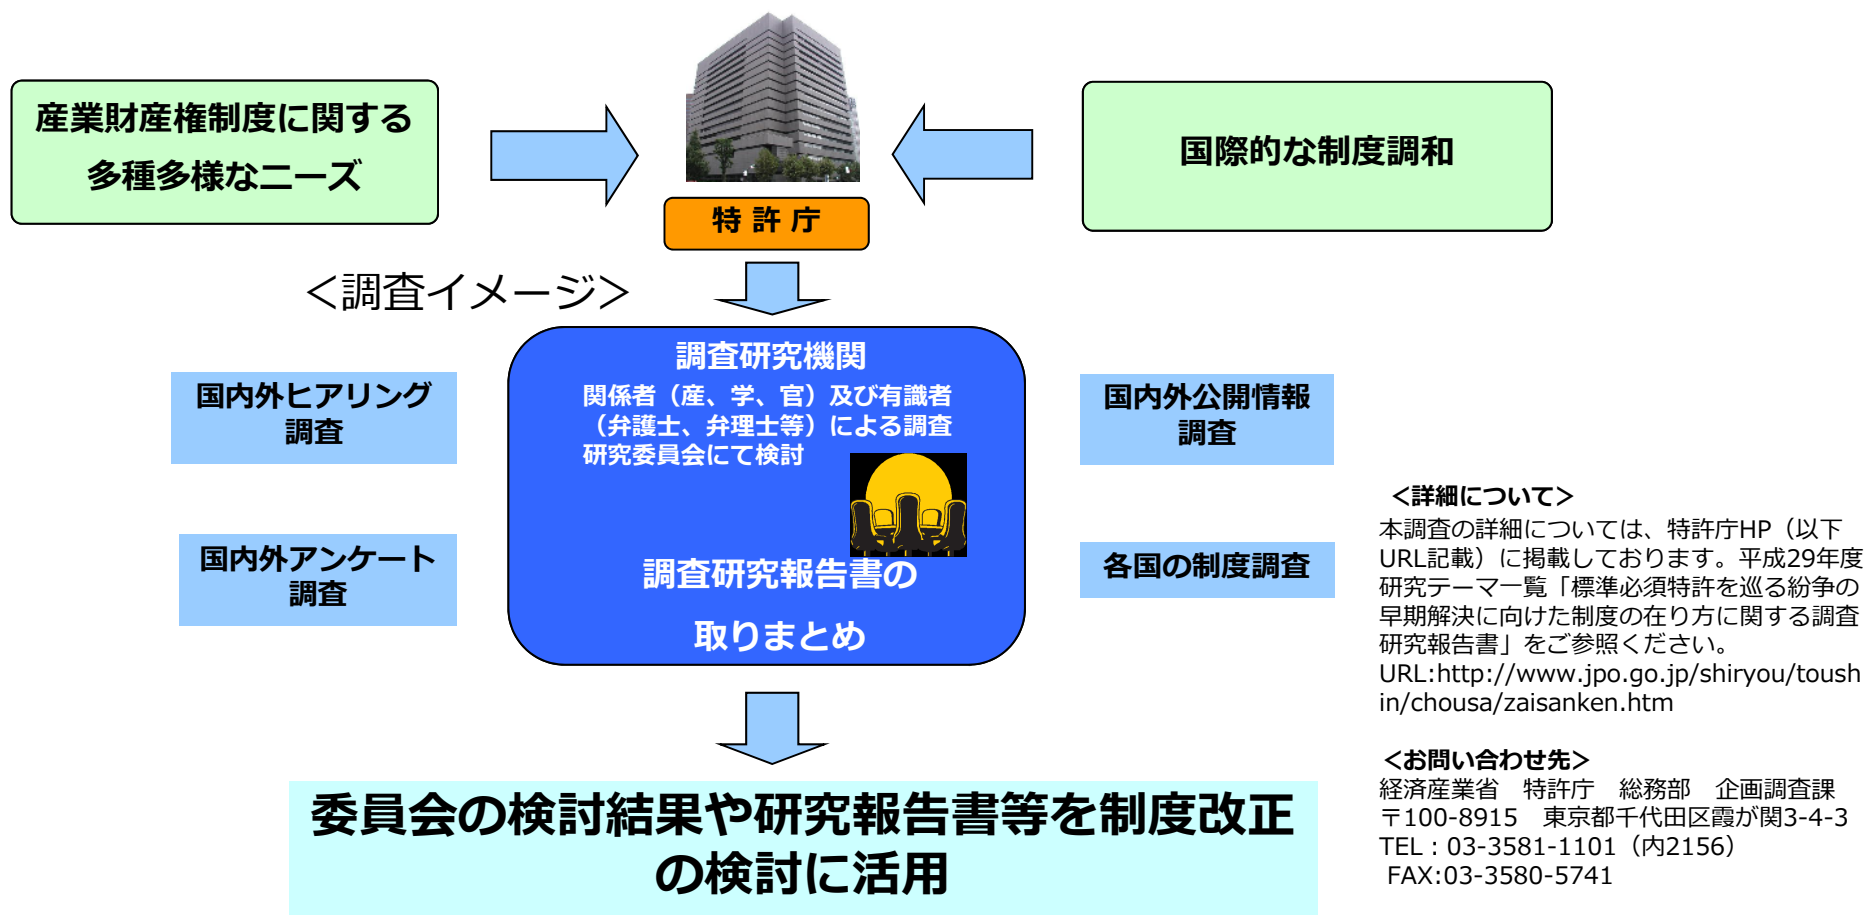 産業財産権制度に関する
多種多様なニーズ
特 許 庁
国際的な制度調和
＜調査イメージ＞
調査研究機関
関係者（産、学、官）及び有識者
（弁護士、弁理士等）による調査
研究委員会にて検討
調査研究報告書の
取りまとめ
国内外ヒアリング
調査
国内外アンケート
調査
国内外公開情報
調査
各国の制度調査
委員会の検討結果や研究報告書等を制度改正
の検討に活用
＜詳細について＞
本調査の詳細については、特許庁HP（以下
URL記載）に掲載しております。平成29年度
研究テーマ一覧「標準必須特許を巡る紛争の
早期解決に向けた制度の在り方に関する調査
研究報告書」をご参照ください。
URL:http://www.jpo.go.jp/shiryou/toush
in/chousa/zaisanken.htm
＜お問い合わせ先＞
経済産業省　特許庁　総務部　企画調査課
〒100-8915　東京都千代田区霞が関3-4-3
TEL：03-3581-1101（内2156）
FAX:03-3580-5741